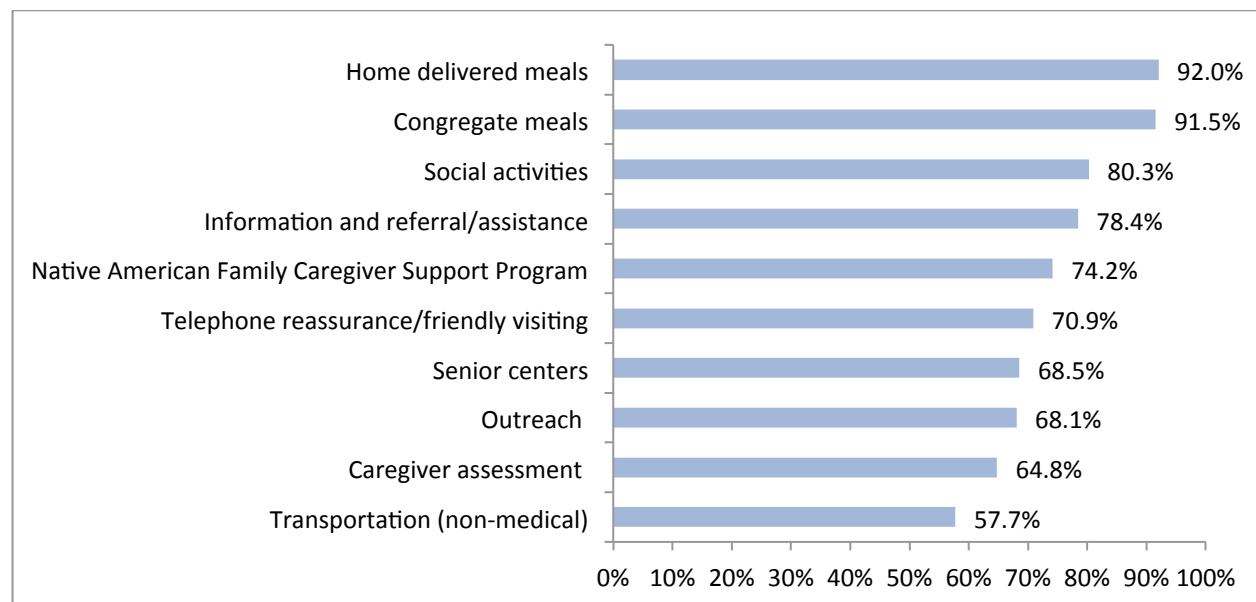 Home delivered meals 92.0%
Congregate meals 91.5%
Social activities 80.3%
Information and referral/assistance 78.4%
Native American Family Caregiver Support Program 74.2%
Telephone reassurance/friendly visiting 70.9%
Senior centers 68.5%
Outreach 68.1%
Caregiver assessment 64.8%
Transportation (non-medical) 57.7%
0% 10% 20% 30% 40% 50% 60% 70% 80% 90% 100%